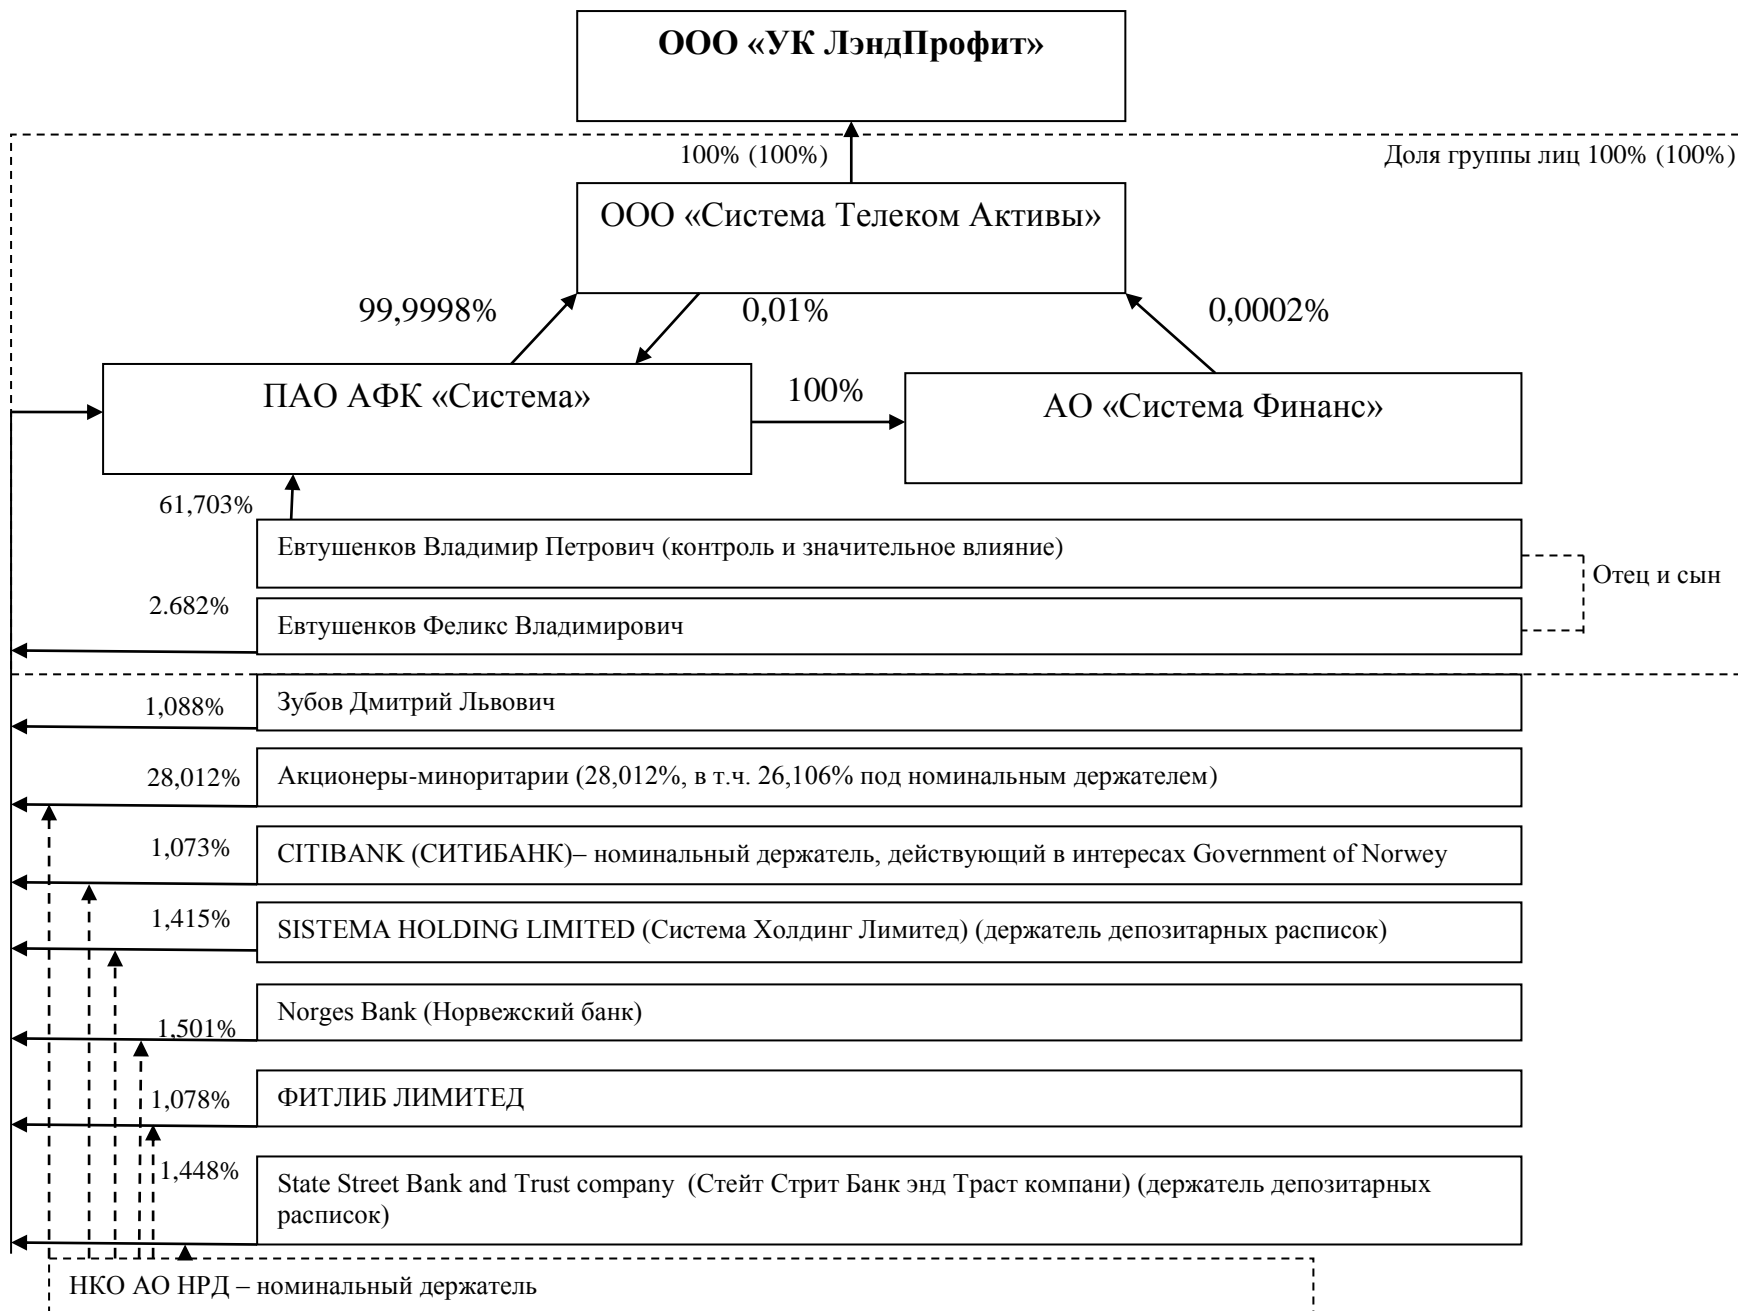 ООО «УК ЛэндПрофит»
100% (100%)
Доля группы лиц 100% (100%)
ООО «Система Телеком Активы»
99,9998%
0,01%
0,0002%
ПАО АФК «Система»
100%
АО «Система Финанс»
61,703%
Евтушенков Владимир Петрович (контроль и значительное влияние)
Отец и сын
2.682%
Евтушенков Феликс Владимирович
1,088%
Зубов Дмитрий Львович
28,012%
Акционеры-миноритарии (28,012%, в т.ч. 26,106% под номинальным держателем)
1,073%
CITIBANK (СИТИБАНК)– номинальный держатель, действующий в интересах Government of Norwey
1,415%
SISTEMA HOLDING LIMITED (Система Холдинг Лимитед) (держатель депозитарных расписок)
1,501%
Norges Bank (Норвежский банк)
1,078%
ФИТЛИБ ЛИМИТЕД
1,448%
State Street Bank and Trust company (Стейт Стрит Банк энд Траст компани) (держатель депозитарных
расписок)
НКО АО НРД – номинальный держатель